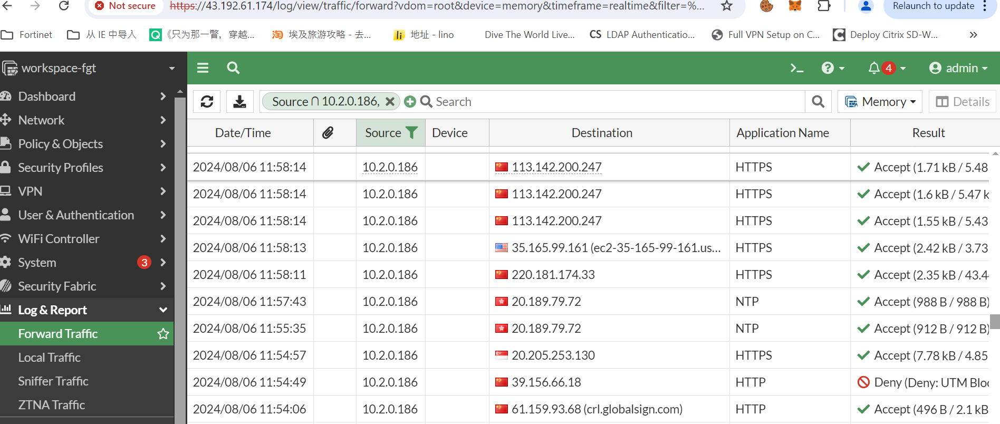 Not secure https://43.192.61.174/log/view/traffic/forward?vdom=root&device=memory&timeframe=realtime&filter=%... Relaunch to update
Fortinet 从 IE 中导入 《只为那一瞥，穿越... 淘 埃及旅游攻略 - 去... li 地址 - lino Dive The World Live... CS LDAP Authenticatio... Full VPN Setup on C... Deploy Citrix SD-W... »
workspace-fgt >_ ? 4 admin
Dashboard
Network
Policy & Objects
Security Profiles
VPN
User & Authentication
WiFi Controller
System 3
Security Fabric
Log & Report
Forward Traffic
Local Traffic
Sniffer Traffic
ZTNA Traffic
Source ∩ 10.2.0.186, Search Memory Details
Date/Time Source Device Destination Application Name Result
2024/08/06 11:58:14 10.2.0.186 113.142.200.247 HTTPS Accept (1.71 kB / 5.48
2024/08/06 11:58:14 10.2.0.186 113.142.200.247 HTTPS Accept (1.6 kB / 5.47 k
2024/08/06 11:58:14 10.2.0.186 113.142.200.247 HTTPS Accept (1.55 kB / 5.43
2024/08/06 11:58:13 10.2.0.186 35.165.99.161 (ec2-35-165-99-161.us... HTTPS Accept (2.42 kB / 3.73
2024/08/06 11:58:11 10.2.0.186 220.181.174.33 HTTPS Accept (2.35 kB / 43.4
2024/08/06 11:57:43 10.2.0.186 20.189.79.72 NTP Accept (988 B / 988 B)
2024/08/06 11:55:35 10.2.0.186 20.189.79.72 NTP Accept (912 B / 912 B)
2024/08/06 11:54:57 10.2.0.186 20.205.253.130 HTTPS Accept (7.78 kB / 4.85
2024/08/06 11:54:49 10.2.0.186 39.156.66.18 HTTP Deny (Deny: UTM Bloc
2024/08/06 11:54:06 10.2.0.186 61.159.93.68 (crl.globalsign.com) HTTP Accept (496 B / 2.1 kB